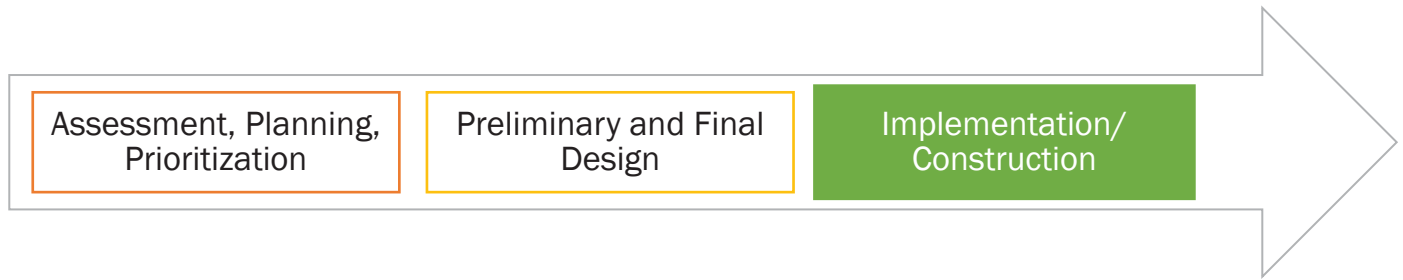 Assessment, Planning,
Prioritization
Preliminary and Final
Design
Implementation/
Construction